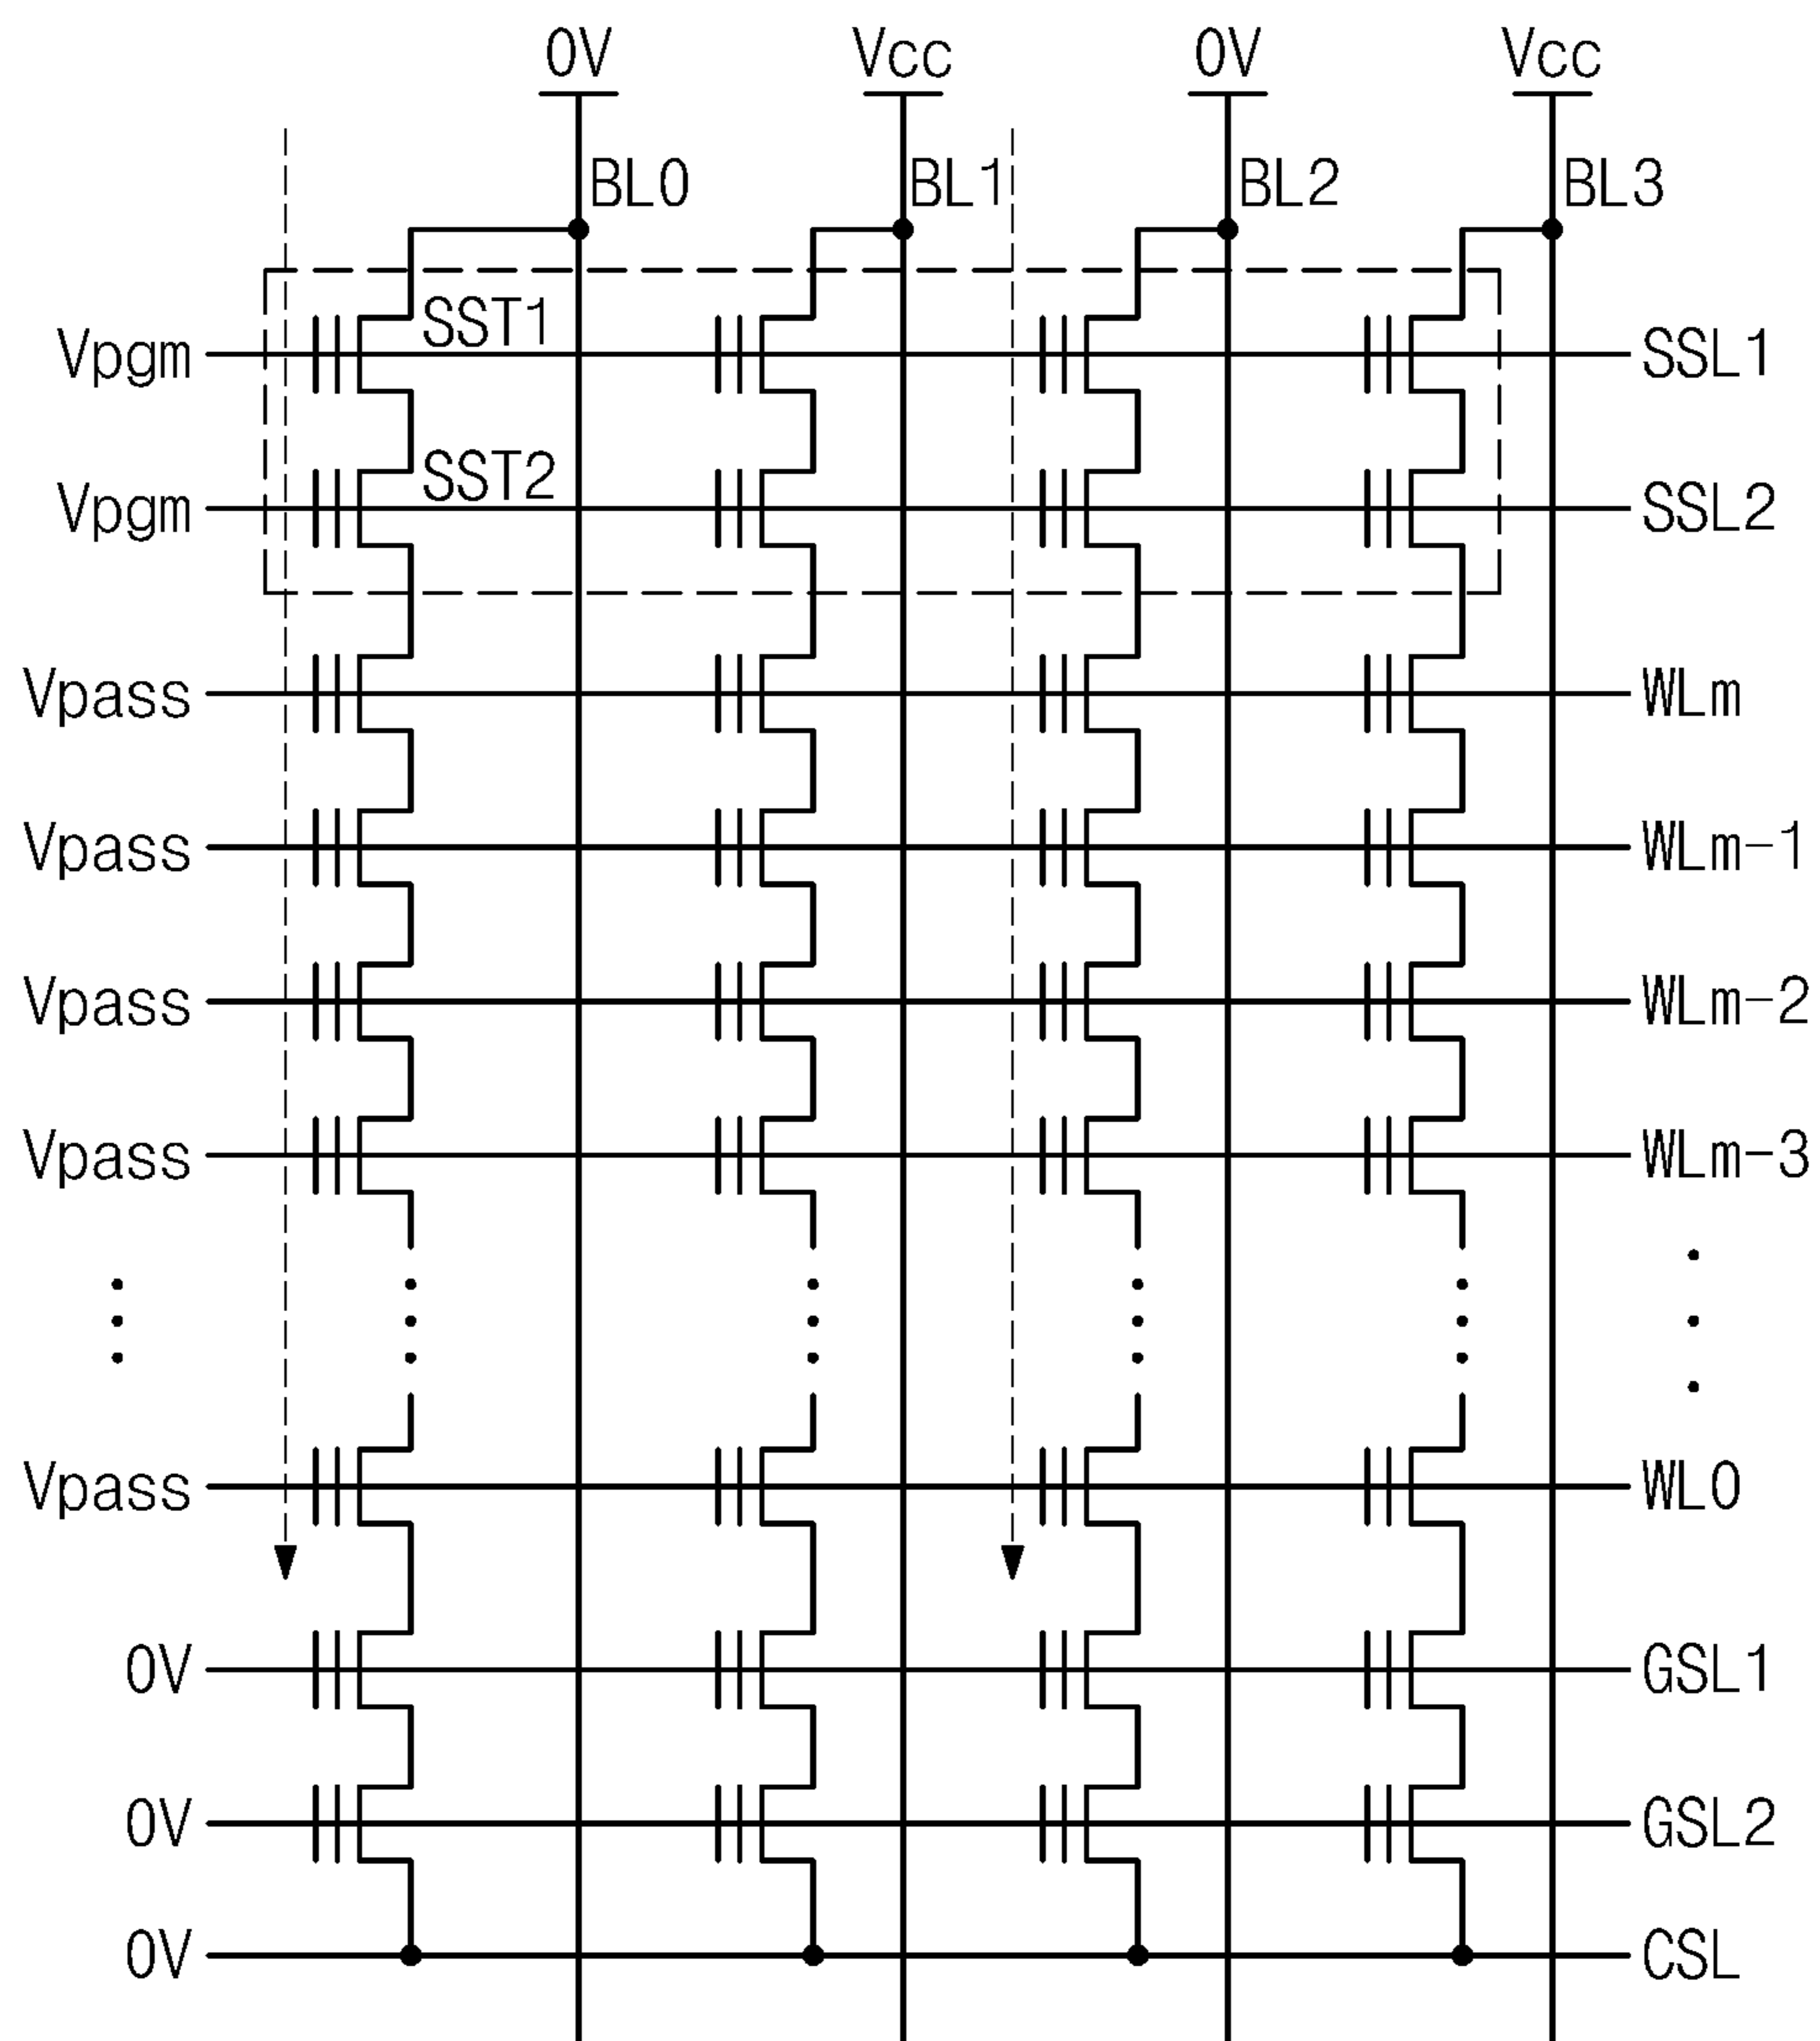 0V Vcc 0V Vcc
BL0 BL1 BL2 BL3
SST1
Vpgm SSL1
SST2
Vpgm SSL2
Vpass WLm
Vpass WLm-1
Vpass WLm-2
Vpass WLm-3
Vpass WL0
0V GSL1
0V GSL2
0V CSL